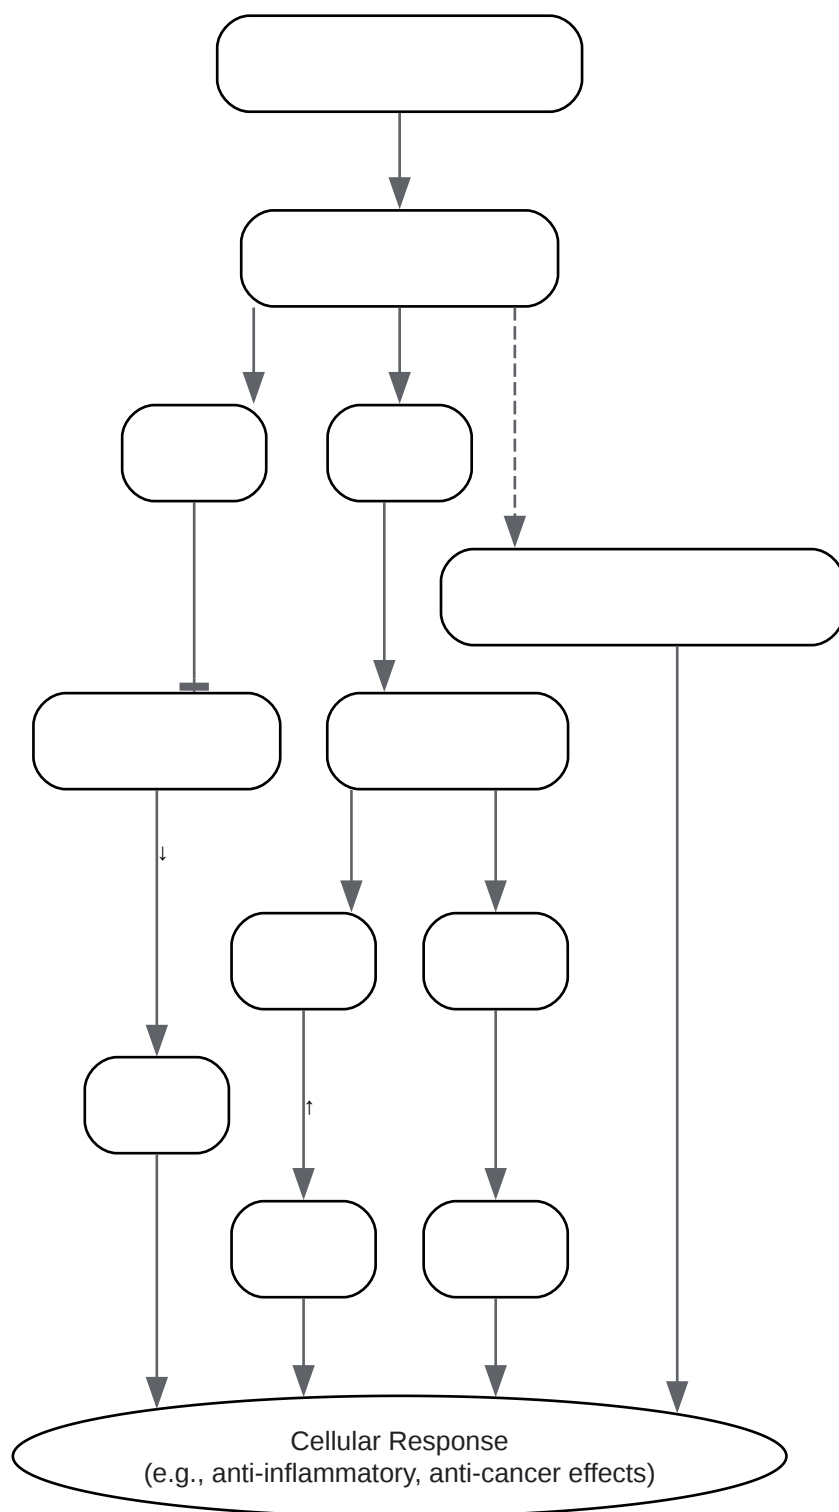 ↓
↑
Cellular Response
(e.g., anti-inflammatory, anti-cancer effects)